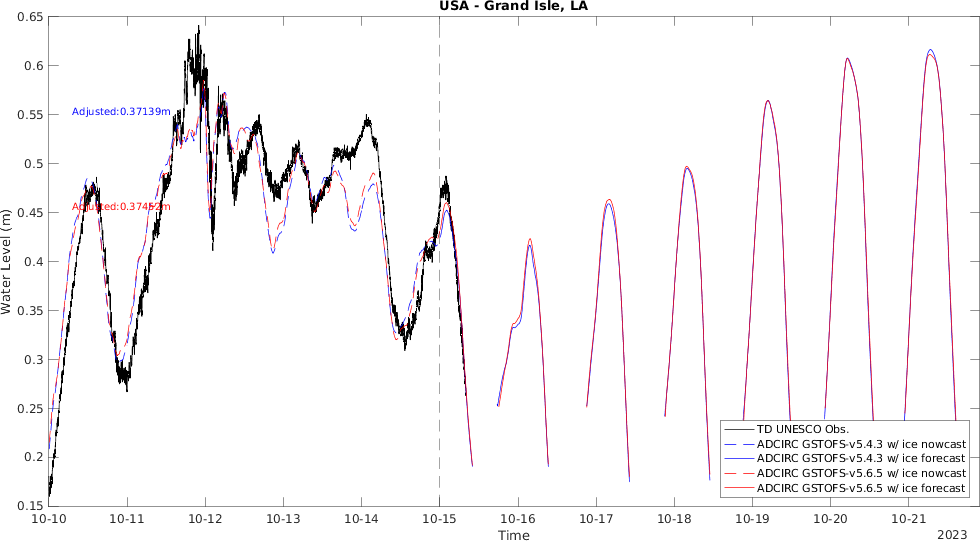 USA - Grand Isle, LA
0.65
0.6
0.55
0.5
0.45
0.4
0.35
0.3
0.25
0.2
0.15
Water Level (m)
Adjusted:0.37139m
Adjusted:0.37452m
TD UNESCO Obs.
ADCIRC GSTOFS-v5.4.3 w/ ice nowcast
ADCIRC GSTOFS-v5.4.3 w/ ice forecast
ADCIRC GSTOFS-v5.6.5 w/ ice nowcast
ADCIRC GSTOFS-v5.6.5 w/ ice forecast
10-10 10-11 10-12 10-13 10-14 10-15 10-16 10-17 10-18 10-19 10-20 10-21
Time
2023